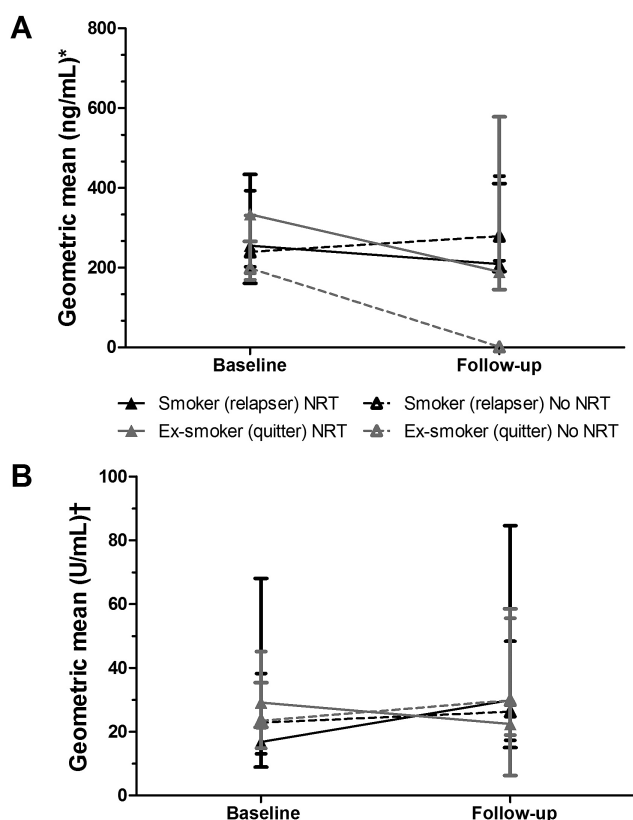 A
Geometric mean (ng/mL)*
800
600
400
200
0
Baseline Follow-up
Smoker (relapser) NRT Smoker (relapser) No NRT
Ex-smoker (quitter) NRT Ex-smoker (quitter) No NRT
B
Geometric mean (U/mL)†
100
80
60
40
20
0
Baseline Follow-up